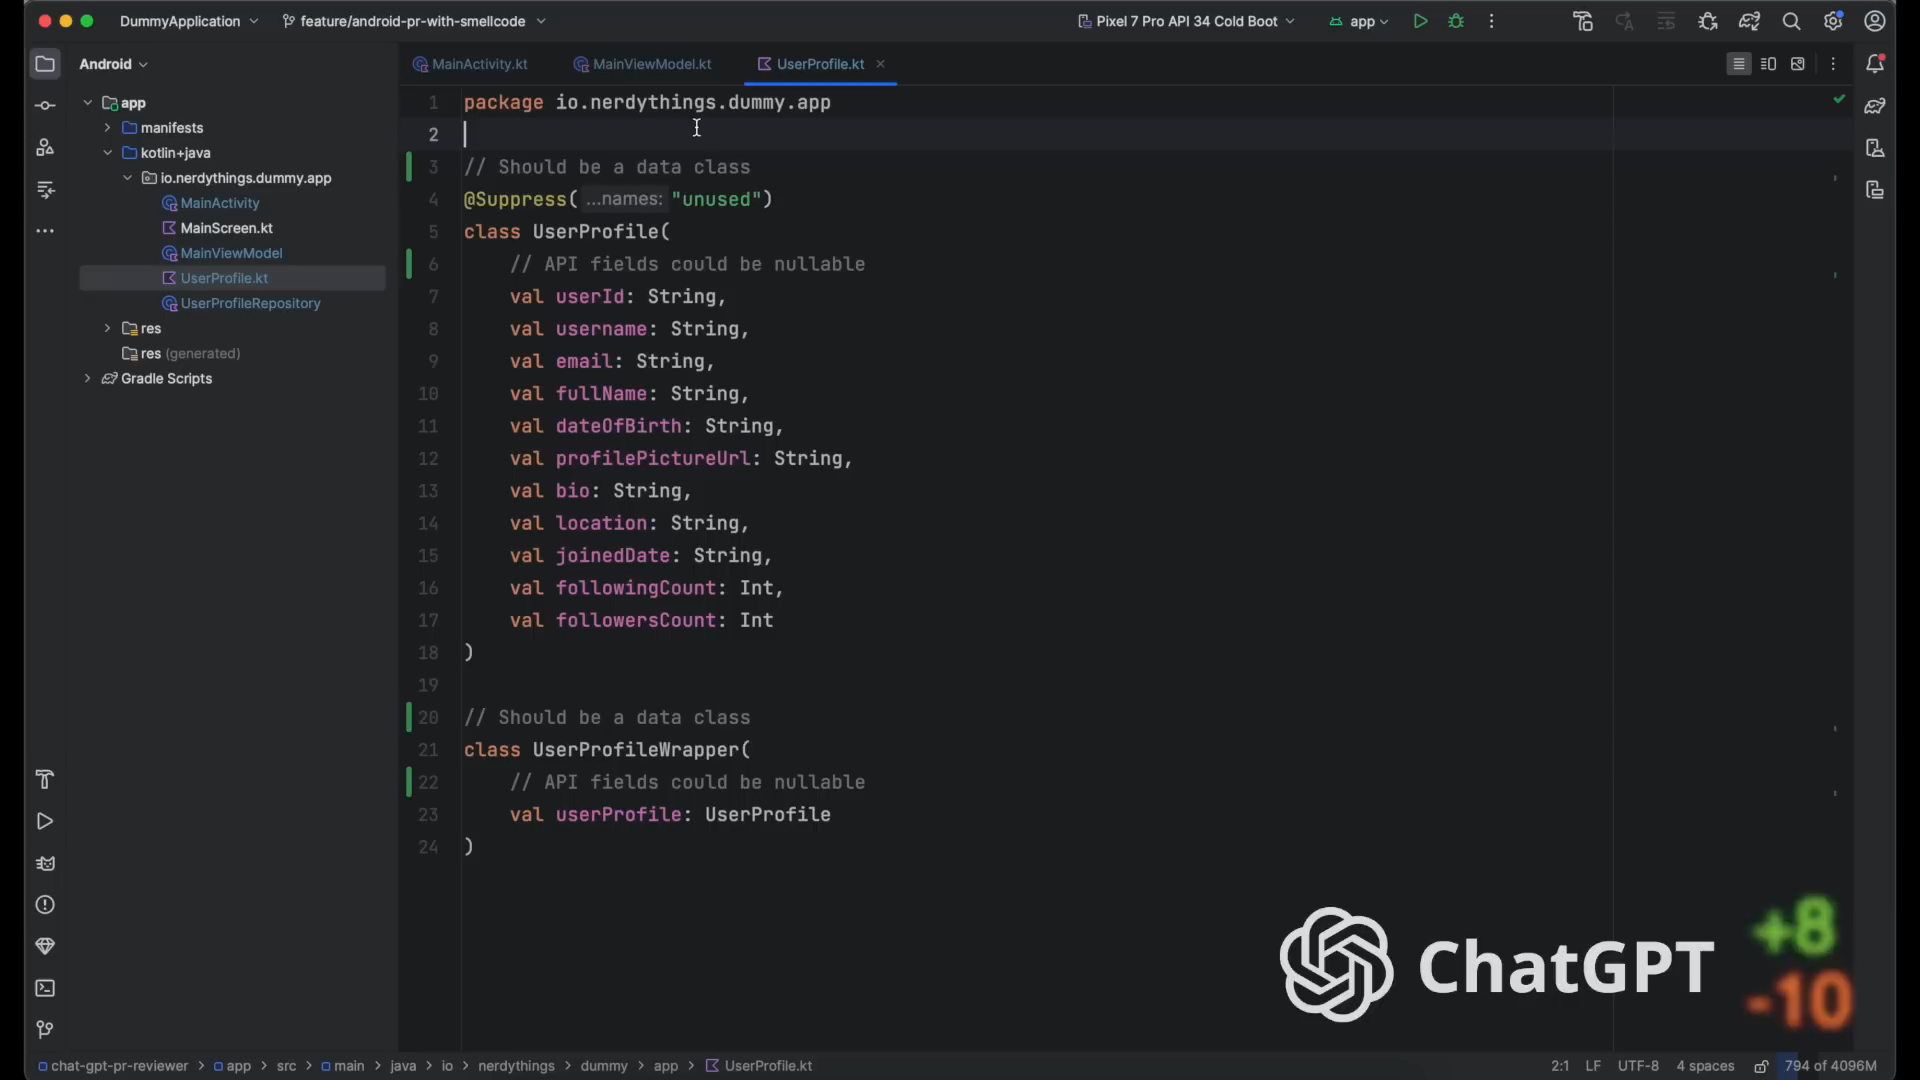 DummyApplication
feature/android-pr-with-smellcode
Pixel 7 Pro API 34 Cold Boot
app
Android
MainActivity.kt
MainViewModel.kt
UserProfile.kt
app
manifests
kotlin+java
io.nerdythings.dummy.app
MainActivity
MainScreen.kt
MainViewModel
UserProfile.kt
UserProfileRepository
res
res (generated)
Gradle Scripts
1 package io.nerdythings.dummy.app
2
3 // Should be a data class
4 @Suppress( ...names: "unused")
5 class UserProfile(
6 // API fields could be nullable
7 val userId: String,
8 val username: String,
9 val email: String,
10 val fullName: String,
11 val dateOfBirth: String,
12 val profilePictureUrl: String,
13 val bio: String,
14 val location: String,
15 val joinedDate: String,
16 val followingCount: Int,
17 val followersCount: Int
18 )
19
20 // Should be a data class
21 class UserProfileWrapper(
22 // API fields could be nullable
23 val userProfile: UserProfile
24 )
ChatGPT
+8
-10
chat-gpt-pr-reviewer > app > src > main > java > io > nerdythings > dummy > app > UserProfile.kt
2:1 LF UTF-8 4 spaces 794 of 4096M